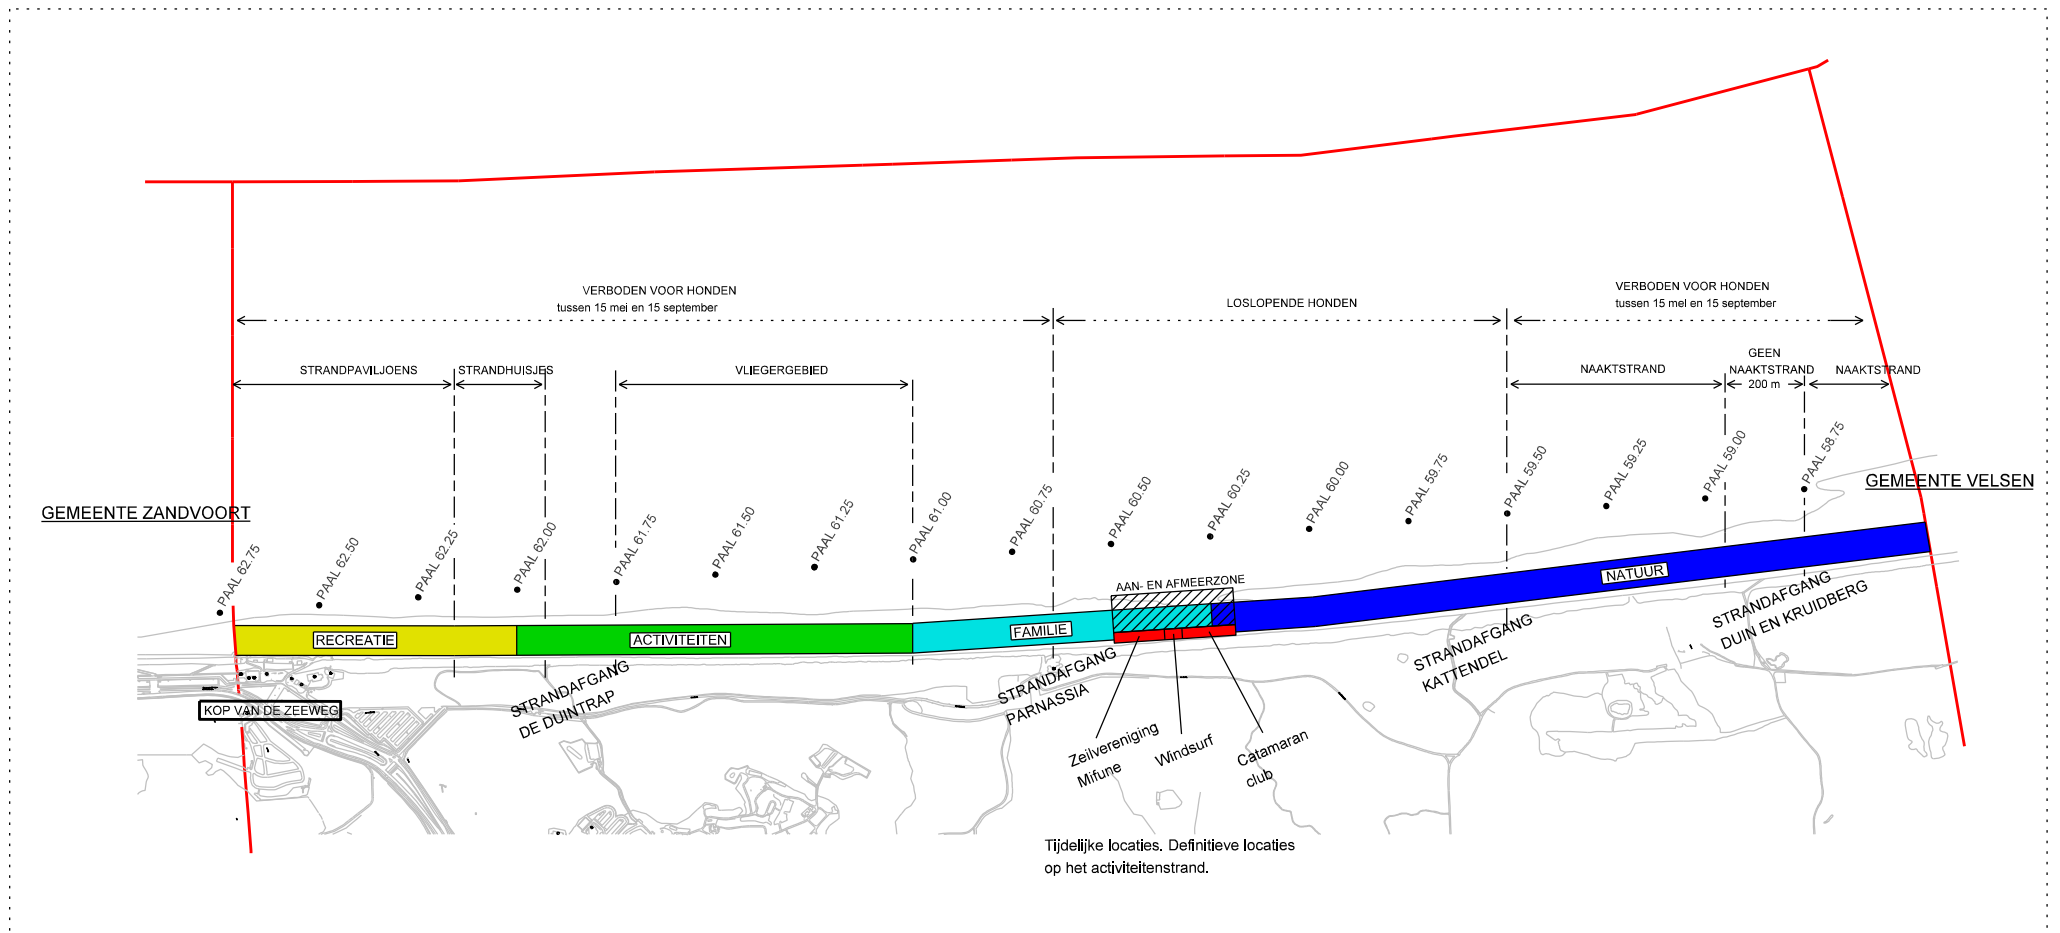 VERBODEN VOOR HONDEN
tussen 15 mei en 15 september
LOSLOPENDE HONDEN
VERBODEN VOOR HONDEN
tussen 15 mei en 15 september
STRANDPAVILJOENS
STRANDHUISJES
VLIEGERGEBIED
NAAKTSTRAND
GEEN
NAAKTSTRAND
200 m
NAAKTSTRAND
GEMEENTE ZANDVOORT
GEMEENTE VELSEN
PAAL 62.75
PAAL 62.50
PAAL 62.25
PAAL 62.00
PAAL 61.75
PAAL 61.50
PAAL 61.25
PAAL 61.00
PAAL 60.75
PAAL 60.50
PAAL 60.25
PAAL 60.00
PAAL 59.75
PAAL 59.50
PAAL 59.25
PAAL 59.00
PAAL 58.75
AAN- EN AFMEERZONE
RECREATIE
ACTIVITEITEN
FAMILIE
NATUUR
KOP VAN DE ZEEWEG
STRANDAFGANG
DE DUINTRAP
STRANDAFGANG
PARNASSIA
STRANDAFGANG
KATTENDEL
STRANDAFGANG
DUIN EN KRUIDBERG
Zeilvereniging
Mifune
Windsurf
Catamaran
club
Tijdelijke locaties. Definitieve locaties
op het activiteitenstrand.